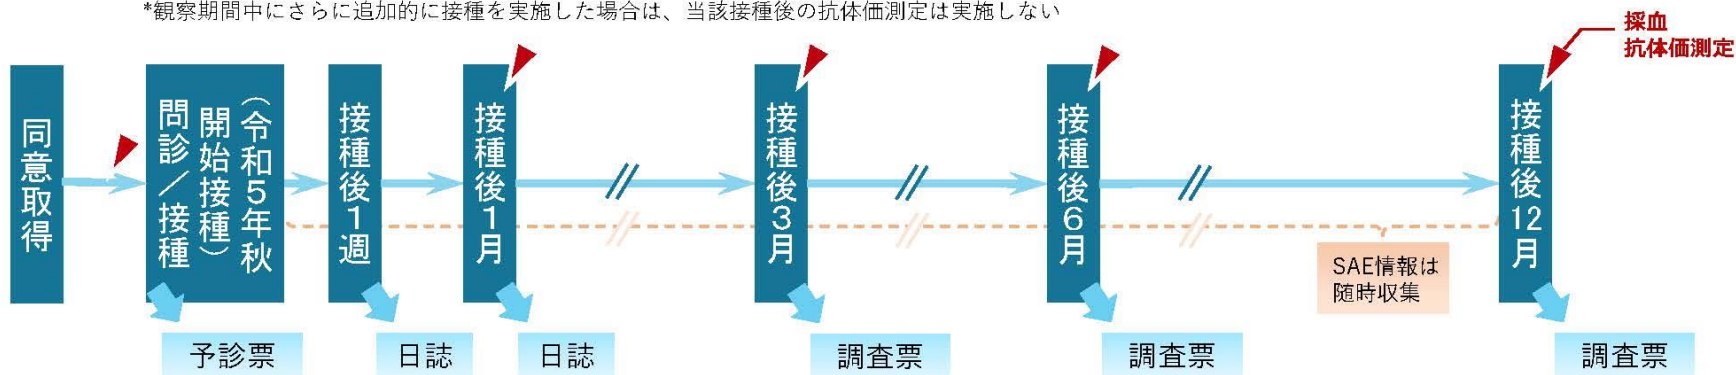 *観察期間中にさらに追加的に接種を実施した場合は、当該接種後の抗体価測定は実施しない
採血
抗体価測定
同意取得
（令和５年秋
開始接種）
問診／接種
接種後１週
接種後１月
接種後３月
接種後６月
接種後12月
SAE情報は
随時収集
予診票
日誌
日誌
調査票
調査票
調査票